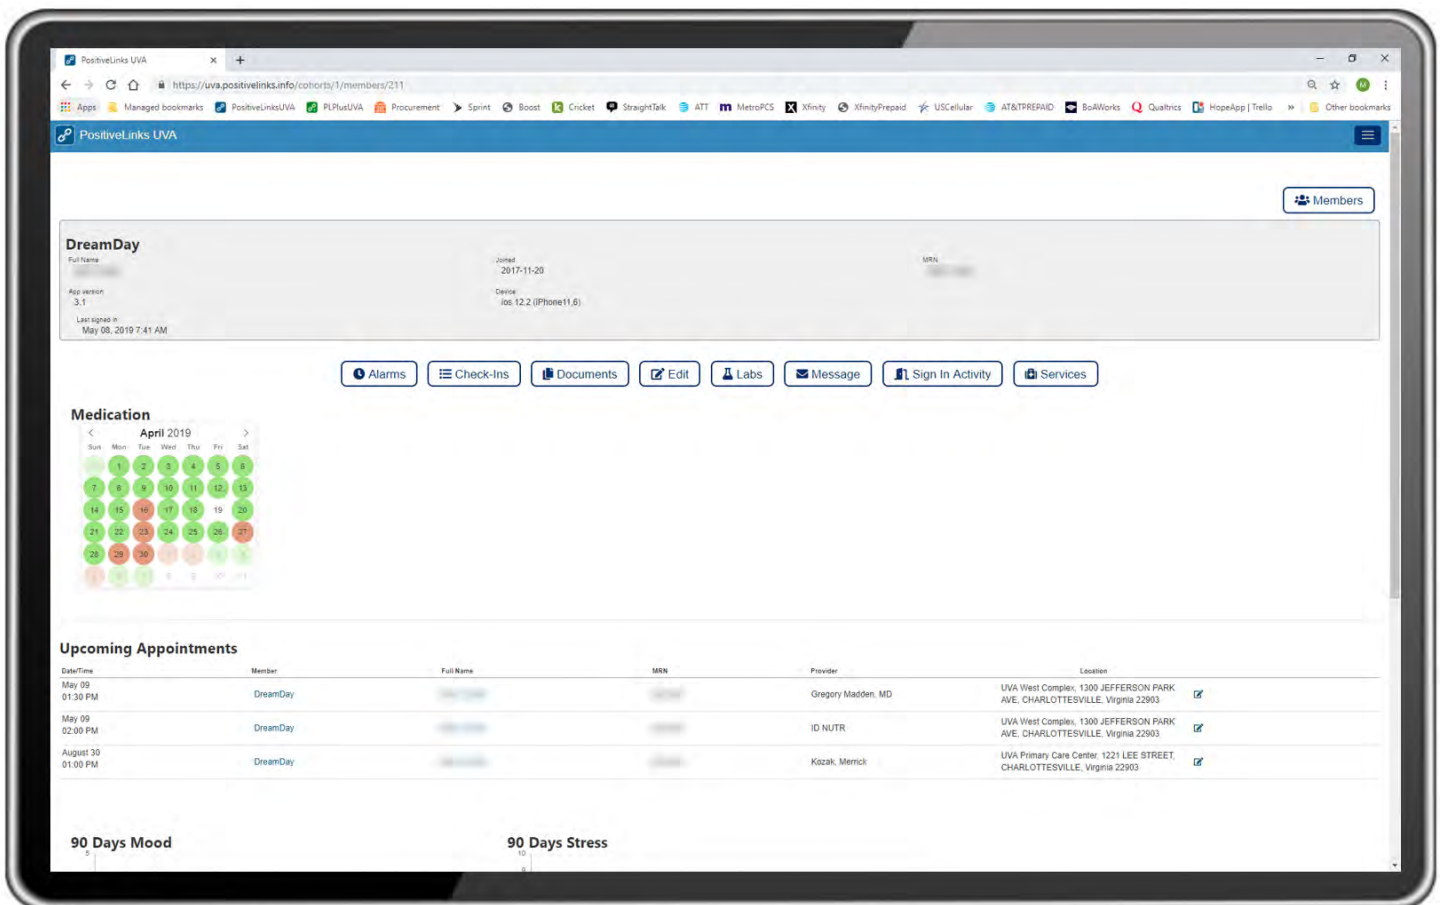 PositiveLinks UVA
https://uva.positivelinks.info/cohorts/1/members/211
Apps Managed bookmarks PositiveLinksUVA PLPlusUVA Procurement Sprint Boost Cricket StraightTalk ATT MetroPCS Xfinity XfinityPrepaid USCellular AT&TPREPAID BoAWorks Qualtrics HopeApp | Trello » Other bookmarks
PositiveLinks UVA
Members
DreamDay
Full Name Joined MRN
2017-11-20
App version Device
3.1 ios 12.2 (iPhone11,6)
Last signed in
May 08, 2019 7:41 AM
Alarms Check-Ins Documents Edit Labs Message Sign In Activity Services
Medication
< April 2019 >
Sun Mon Tue Wed Thu Fri Sat
1 2 3 4 5 6
7 8 9 10 11 12 13
14 15 16 17 18 19 20
21 22 23 24 25 26 27
28 29 30
8 9 10 11
Upcoming Appointments
Date/Time Member Full Name MRN Provider Location
May 09
01:30 PM
DreamDay
Gregory Madden, MD
UVA West Complex, 1300 JEFFERSON PARK
AVE, CHARLOTTESVILLE, Virginia 22903
May 09
02:00 PM
DreamDay
ID NUTR
UVA West Complex, 1300 JEFFERSON PARK
AVE, CHARLOTTESVILLE, Virginia 22903
August 30
01:00 PM
DreamDay
Kozak, Merrick
UVA Primary Care Center, 1221 LEE STREET,
CHARLOTTESVILLE, Virginia 22903
90 Days Mood 90 Days Stress
5 10
9